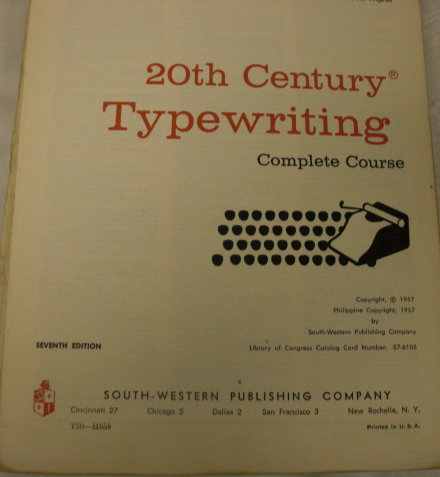 20th Century®
Typewriting
Complete Course
Copyright, © 1957
Philippine Copyright, 1957
by
South-Western Publishing Company
SEVENTH EDITION
Library of Congress Catalog Card Number: 57-6105
SOUTH-WESTERN PUBLISHING COMPANY
Cincinnati 27 Chicago 5 Dallas 2 San Francisco 3 New Rochelle, N. Y.
T50—H658
Printed in U. S. A.